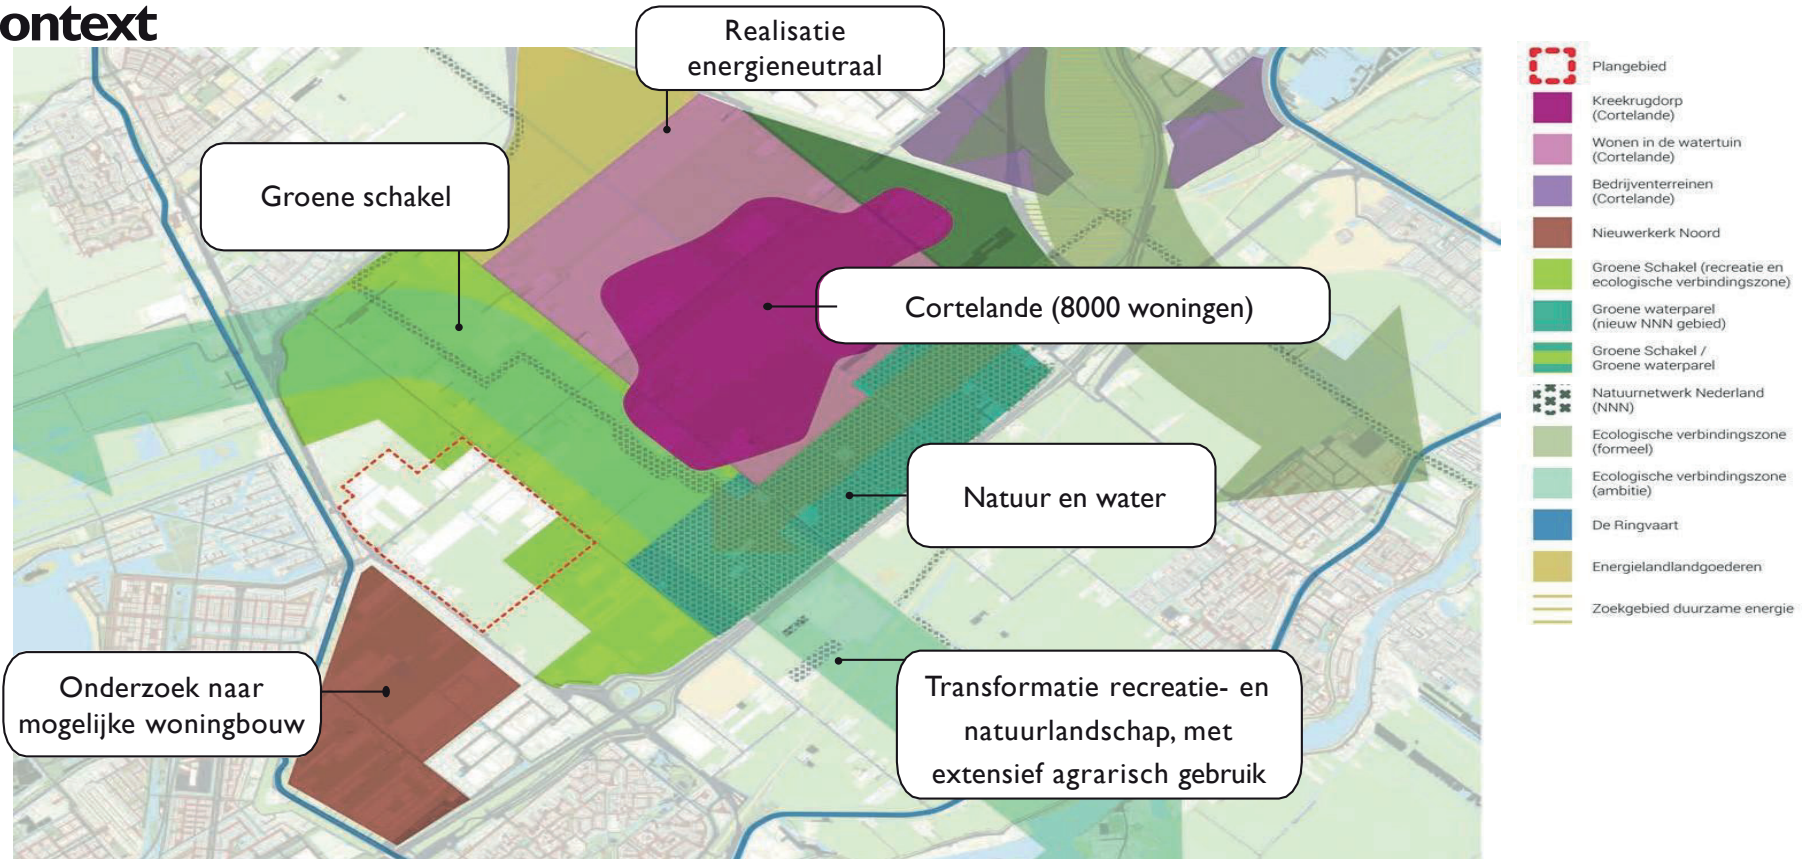 ontext
Realisatie
energieneutraal
Groene schakel
Cortelande (8000 woningen)
Natuur en water
Onderzoek naar
mogelijke woningbouw
Transformatie recreatie- en
natuurlandschap, met
extensief agrarisch gebruik
Plangebied
Kreekrugdorp
(Cortelande)
Wonen in de watertuin
(Cortelande)
Bedrijventerreinen
(Cortelande)
Nieuwerkerk Noord
Groene Schakel (recreatie en
ecologische verbindingszone)
Groene waterparel
(nieuw NNN gebied)
Groene Schakel /
Groene waterparel
Natuurnetwerk Nederland
(NNN)
Ecologische verbindingszone
(formeel)
Ecologische verbindingszone
(ambitie)
De Ringvaart
Energielandlandgoederen
Zoekgebied duurzame energie